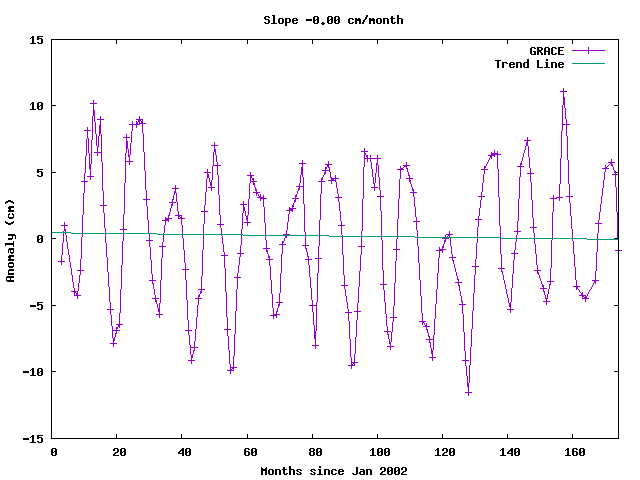 Slope -0.00 cm/month
GRACE
Trend Line
15
10
5
0
-5
-10
-15
Anomaly (cm)
0 20 40 60 80 100 120 140 160
Months since Jan 2002